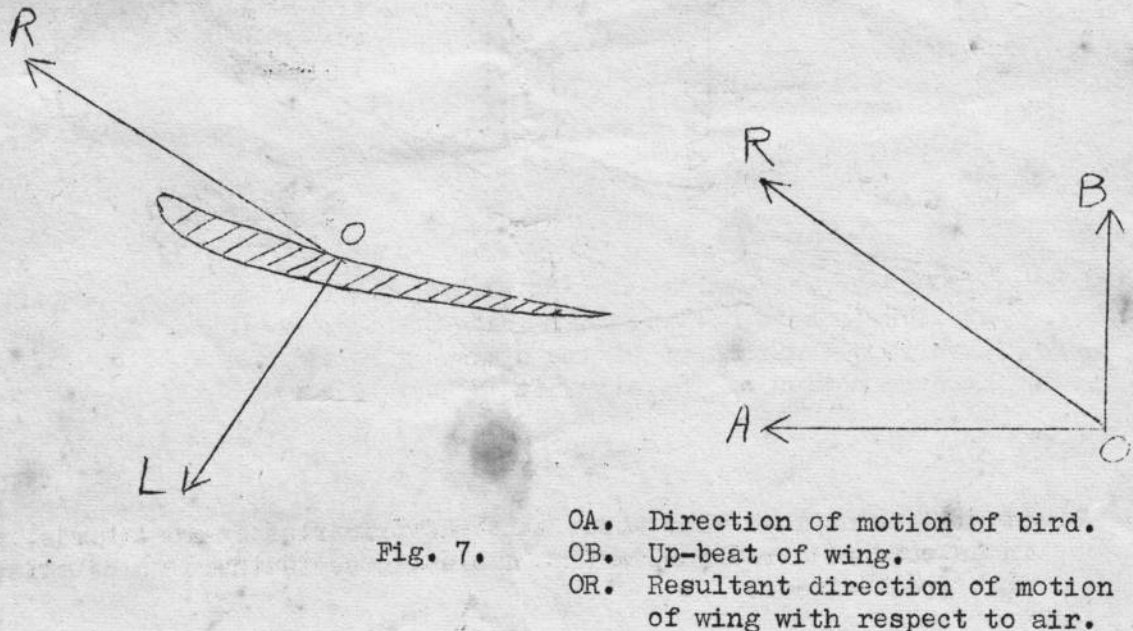 R
O
L
R
B
A
O
Fig. 7.
OA. Direction of motion of bird.
OB. Up-beat of wing.
OR. Resultant direction of motion
of wing with respect to air.